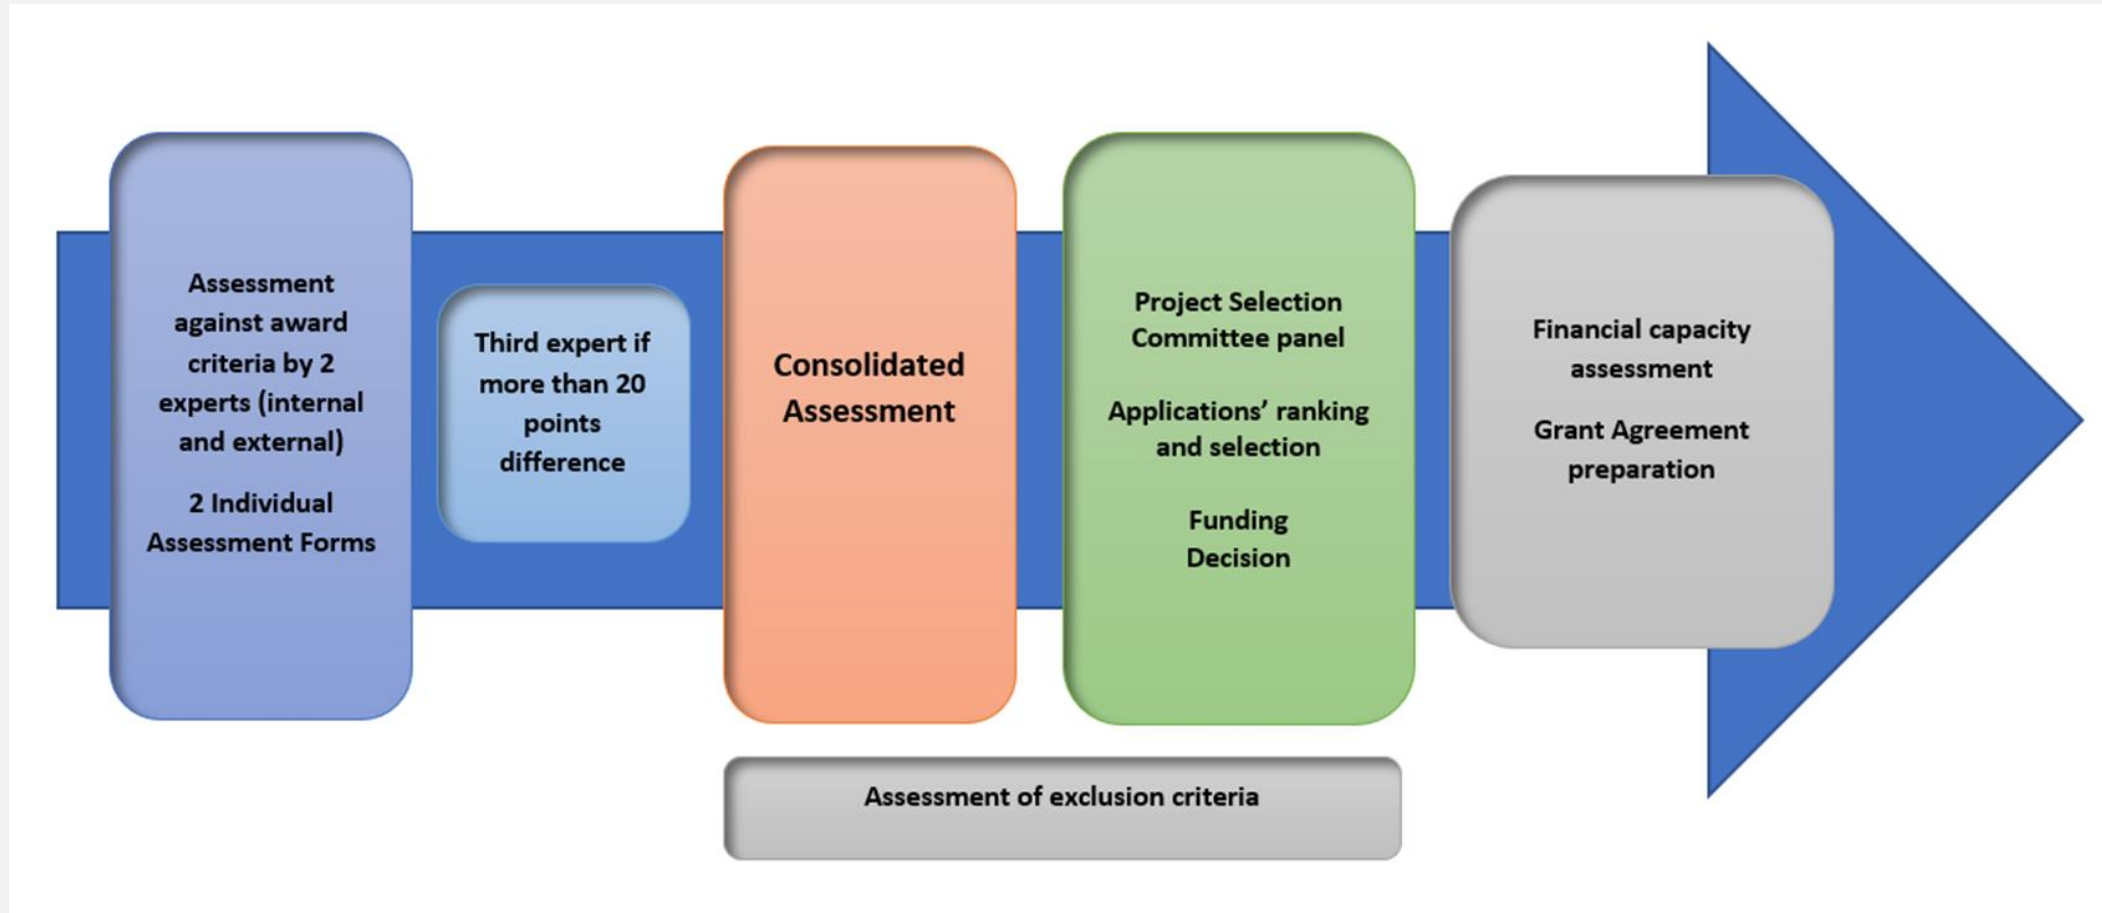 Assessment
against award
criteria by 2
experts (internal
and external)
2 Individual
Assessment Forms
Third expert if
more than 20
points
difference
Consolidated
Assessment
Project Selection
Committee panel
Applications’ ranking
and selection
Funding
Decision
Financial capacity
assessment
Grant Agreement
preparation
Assessment of exclusion criteria